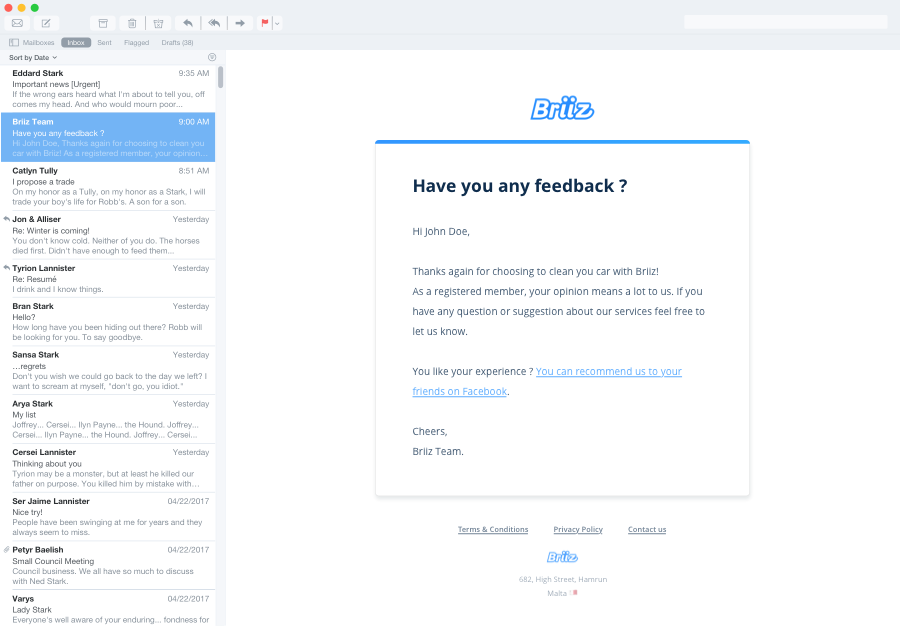 Mailboxes Inbox Sent Flagged Drafts (38)
Sort by Date
Eddard Stark 9:35 AM
Important news [Urgent]
If the wrong ears heard what I'm about to tell you, off
comes my head. And who would mourn poor...
Briiz Team 9:00 AM
Have you any feedback ?
Hi John Doe, Thanks again for choosing to clean you
car with Briiz! As a registered member, your opinion...
Catlyn Tully 8:51 AM
I propose a trade
On my honor as a Tully, on my honor as a Stark, I will
trade your boy's life for Robb's. A son for a son.
Jon & Alliser Yesterday
Re: Winter is coming!
You don't know cold. Neither of you do. The horses
died first. Didn't have enough to feed them...
Tyrion Lannister Yesterday
Re: Resumé
I drink and I know things.
Bran Stark Yesterday
Hello?
How long have you been hiding out there? Robb will
be looking for you. To say goodbye.
Sansa Stark Yesterday
...regrets
Don't you wish we could go back to the day we left? I
want to scream at myself, "don't go, you idiot."
Arya Stark Yesterday
My list
Joffrey... Cersei... Ilyn Payne... the Hound. Joffrey...
Cersei... Ilyn Payne... the Hound. Joffrey... Cersei...
Cersei Lannister Yesterday
Thinking about you
Tyrion may be a monster, but at least he killed our
father on purpose. You killed him by mistake with...
Ser Jaime Lannister 04/22/2017
Nice try!
People have been swinging at me for years and they
always seem to miss.
Petyr Baelish 04/22/2017
Small Council Meeting
Council business. We all have so much to discuss
with Ned Stark.
Varys 04/22/2017
Lady Stark
Everyone's well aware of your enduring... fondness for
Briiz
Have you any feedback ?
Hi John Doe,
Thanks again for choosing to clean you car with Briiz!
As a registered member, your opinion means a lot to us. If you
have any question or suggestion about our services feel free to
let us know.
You like your experience ? You can recommend us to your
friends on Facebook.
Cheers,
Briiz Team.
Terms & Conditions Privacy Policy Contact us
Briiz
682, High Street, Hamrun
Malta